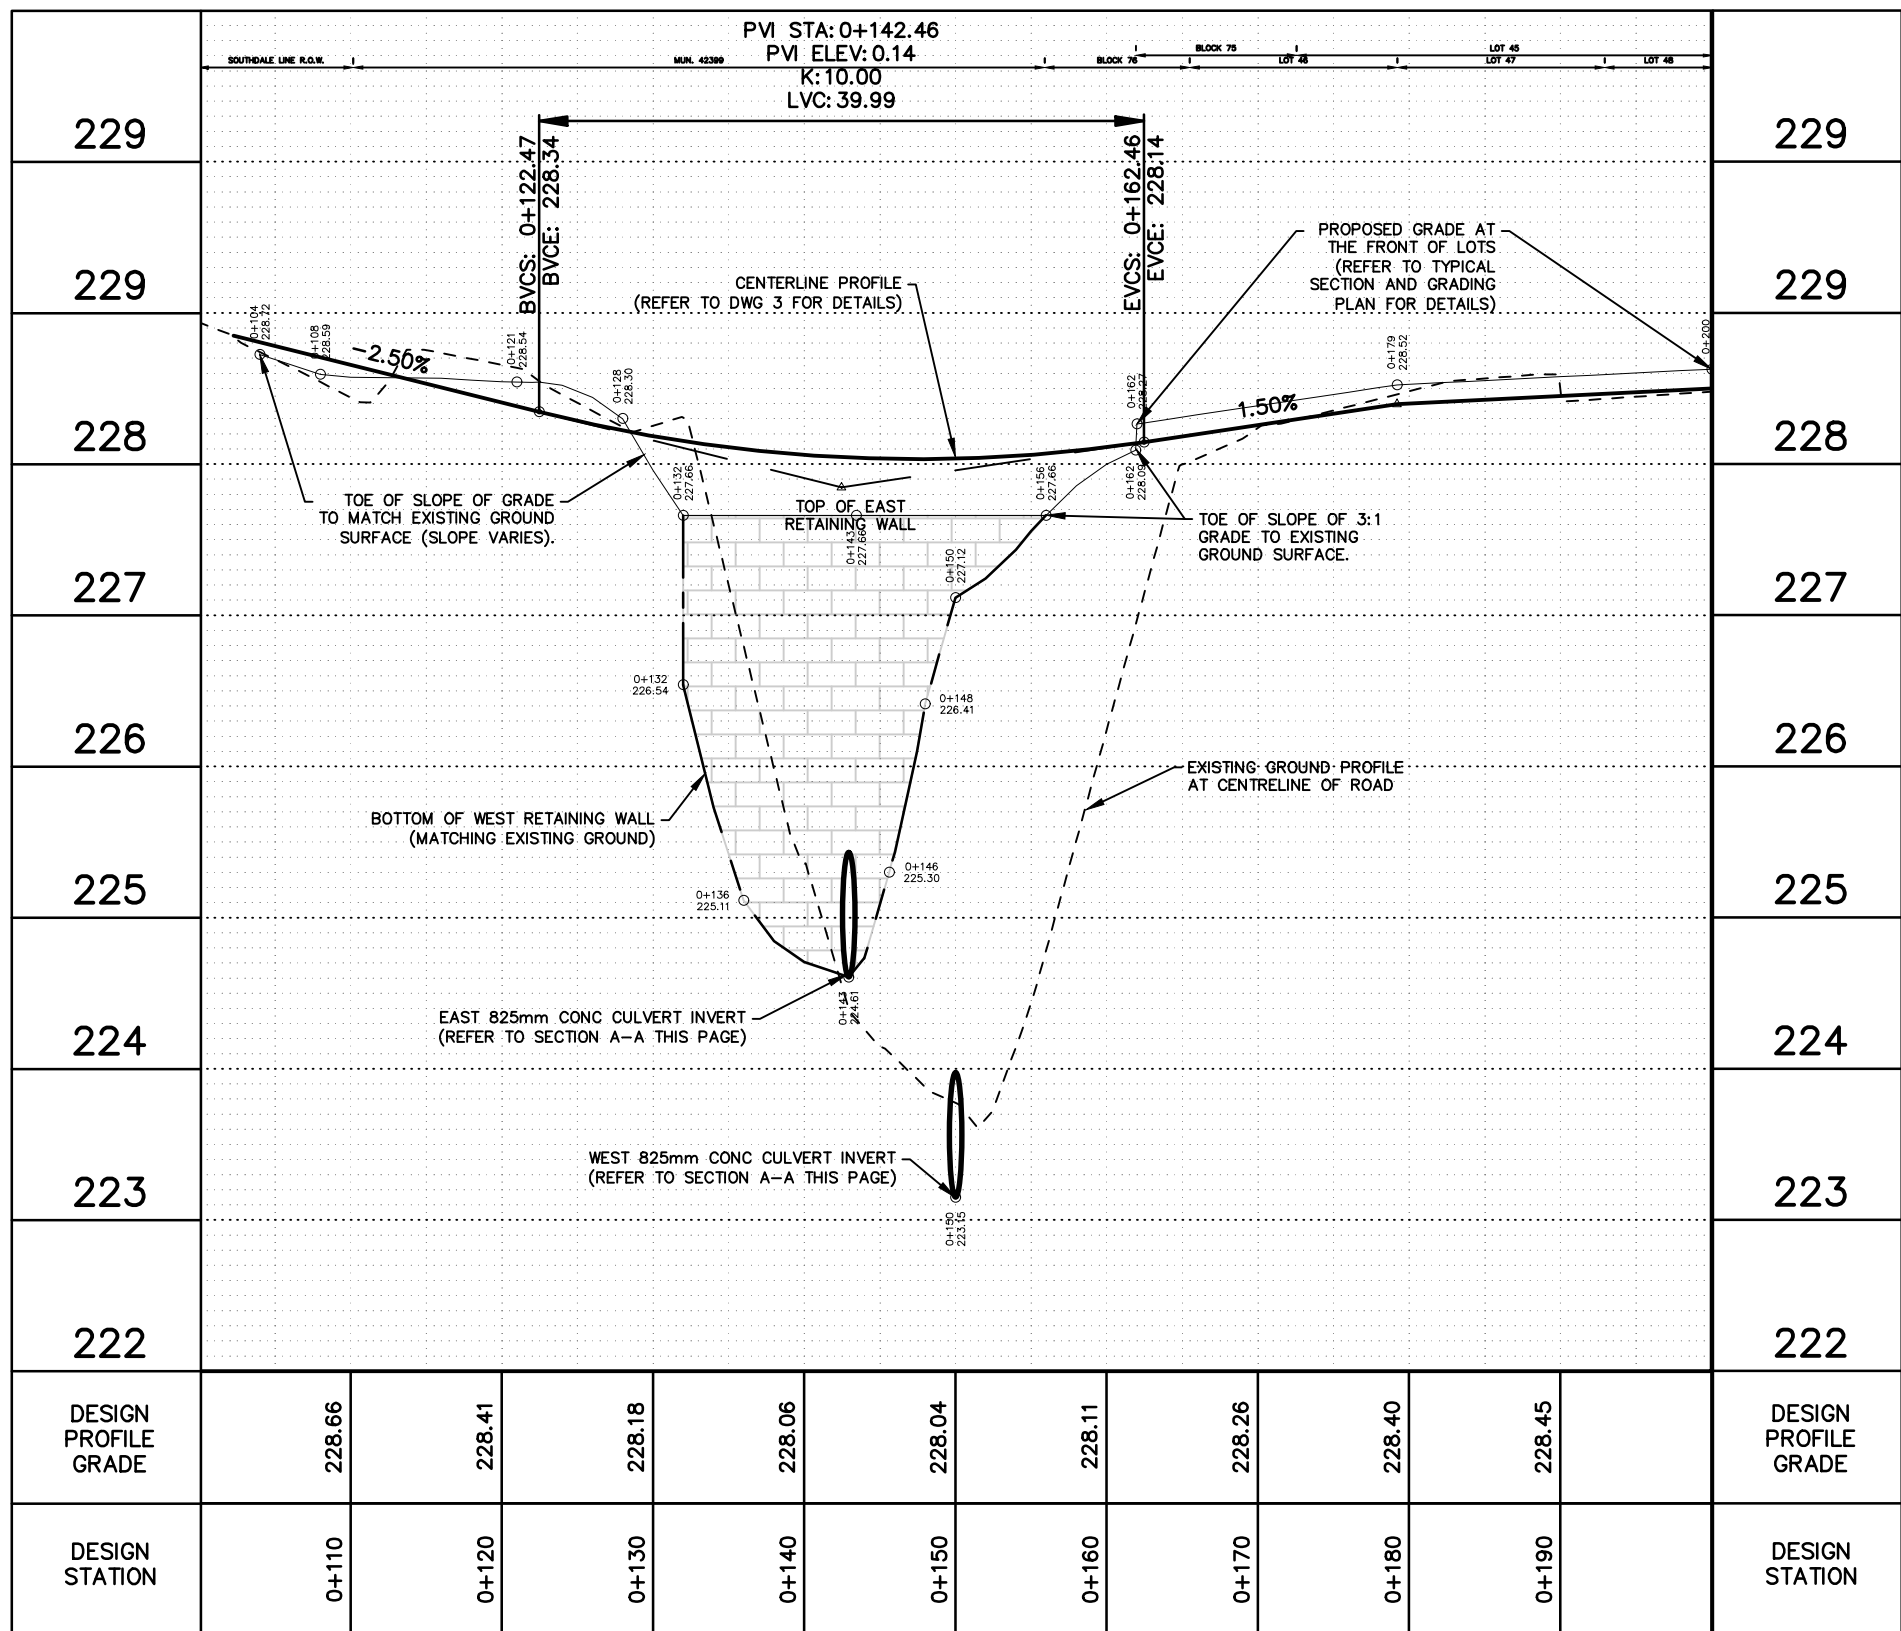 PVI STA: 0+142.46
PVI ELEV: 0.14
K: 10.00
LVC: 39.99
SOUTHDALE LINE R.O.W.
MUN. 42399
BLOCK 76
BLOCK 75
LOT 46
LOT 45
LOT 47
LOT 48
229
229
228
227
226
225
224
223
222
229
229
228
227
226
225
224
223
222
BVCS: 0+122.47
BVCE: 228.34
EVCS: 0+162.46
EVCE: 228.14
PROPOSED GRADE AT
THE FRONT OF LOTS
(REFER TO TYPICAL
SECTION AND GRADING
PLAN FOR DETAILS)
CENTERLINE PROFILE
(REFER TO DWG 3 FOR DETAILS)
0+104
228.72
0+108
228.59
2.50%
0+121
228.54
0+128
228.30
0+162
228.27
1.50%
0+179
228.52
0+200
TOE OF SLOPE OF GRADE
TO MATCH EXISTING GROUND
SURFACE (SLOPE VARIES).
0+132
227.66
TOP OF EAST
RETAINING WALL
0+143
227.66
0+156
227.66
0+162
228.09
TOE OF SLOPE OF 3:1
GRADE TO EXISTING
GROUND SURFACE.
0+150
227.12
0+132
226.54
0+148
226.41
EXISTING GROUND PROFILE
AT CENTRELINE OF ROAD
BOTTOM OF WEST RETAINING WALL
(MATCHING EXISTING GROUND)
0+136
225.11
0+146
225.30
EAST 825mm CONC CULVERT INVERT
(REFER TO SECTION A-A THIS PAGE)
0+143
224.61
WEST 825mm CONC CULVERT INVERT
(REFER TO SECTION A-A THIS PAGE)
0+150
223.15
DESIGN
PROFILE
GRADE
228.66
228.41
228.18
228.06
228.04
228.11
228.26
228.40
228.45
DESIGN
PROFILE
GRADE
DESIGN
STATION
0+110
0+120
0+130
0+140
0+150
0+160
0+170
0+180
0+190
DESIGN
STATION